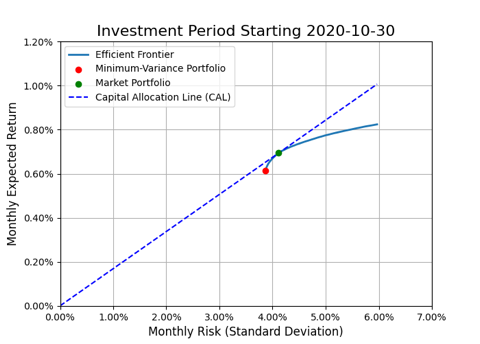 Investment Period Starting 2020-10-30
Efficient Frontier
Minimum-Variance Portfolio
Market Portfolio
Capital Allocation Line (CAL)
1.20%
1.00%
0.80%
0.60%
0.40%
0.20%
0.00%
Monthly Expected Return
0.00% 1.00% 2.00% 3.00% 4.00% 5.00% 6.00% 7.00%
Monthly Risk (Standard Deviation)